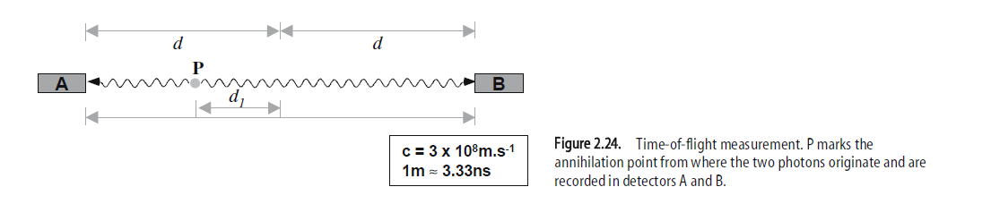 d d
P
A B
d1
c = 3 x 10⁸m.s⁻¹
1m ≈ 3.33ns
Figure 2.24. Time-of-flight measurement. P marks the
annihilation point from where the two photons originate and are
recorded in detectors A and B.